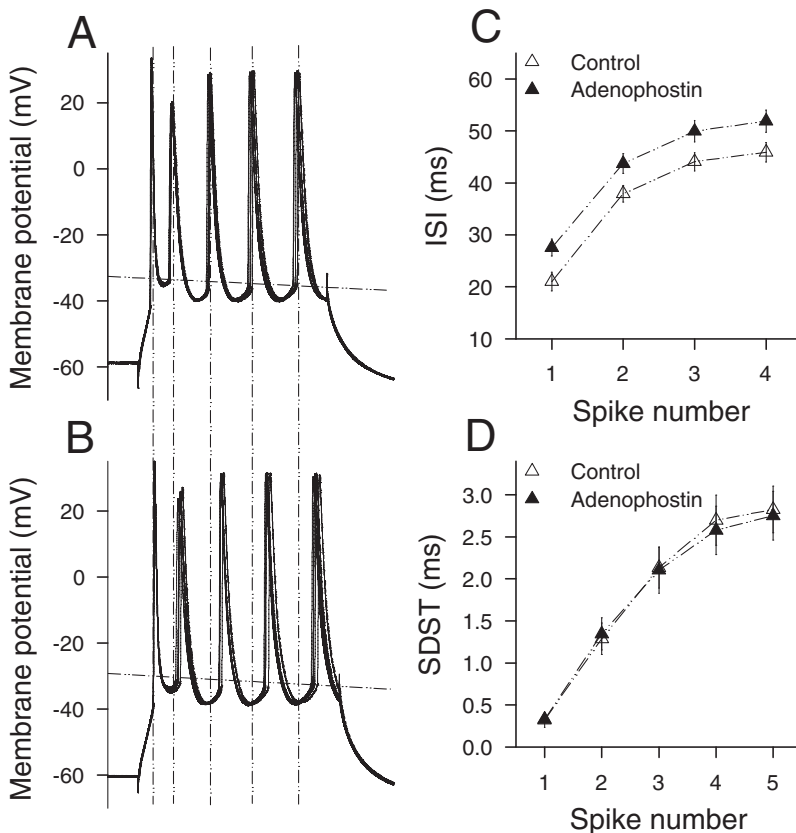 A
Membrane potential (mV)
20
0
-20
-40
-60
B
Membrane potential (mV)
20
0
-20
-40
-60
C
Control
Adenophostin
ISI (ms)
60
50
40
30
20
10
1 2 3 4
Spike number
D
Control
Adenophostin
SDST (ms)
3.0
2.5
2.0
1.5
1.0
0.5
0.0
1 2 3 4 5
Spike number